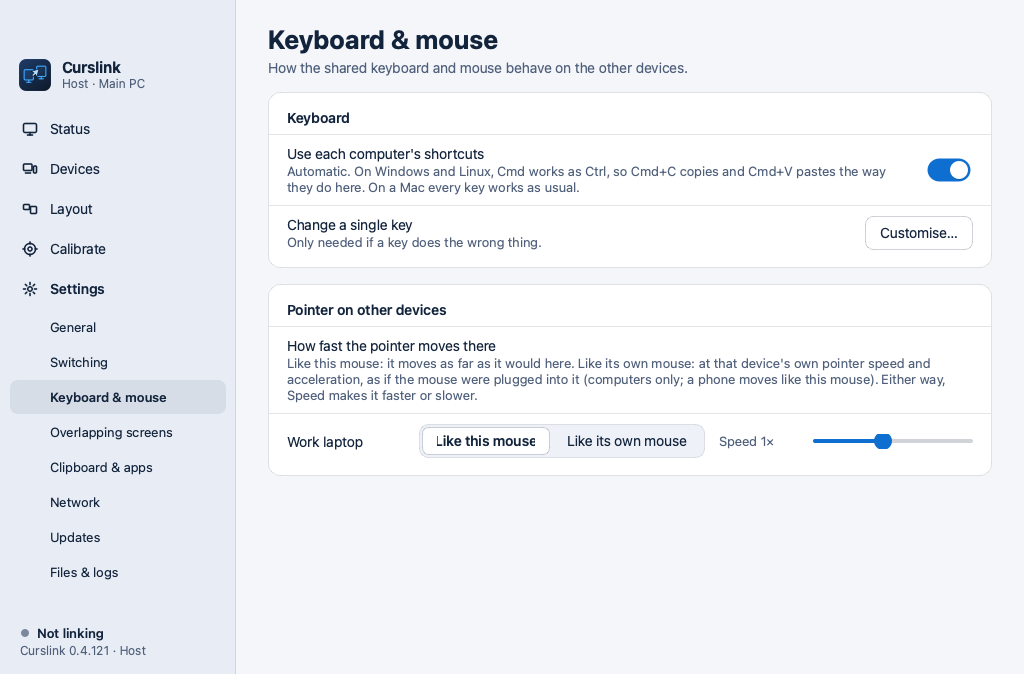 Curslink
Host · Main PC
Status
Devices
Layout
Calibrate
Settings
General
Switching
Keyboard & mouse
Overlapping screens
Clipboard & apps
Network
Updates
Files & logs
Not linking
Curslink 0.4.121 · Host
Keyboard & mouse
How the shared keyboard and mouse behave on the other devices.
Keyboard
Use each computer's shortcuts
Automatic. On Windows and Linux, Cmd works as Ctrl, so Cmd+C copies and Cmd+V pastes the way
they do here. On a Mac every key works as usual.
Change a single key
Only needed if a key does the wrong thing.
Customise...
Pointer on other devices
How fast the pointer moves there
Like this mouse: it moves as far as it would here. Like its own mouse: at that device's own pointer speed and
acceleration, as if the mouse were plugged into it (computers only; a phone moves like this mouse). Either way,
Speed makes it faster or slower.
Work laptop
Like this mouse
Like its own mouse
Speed 1×